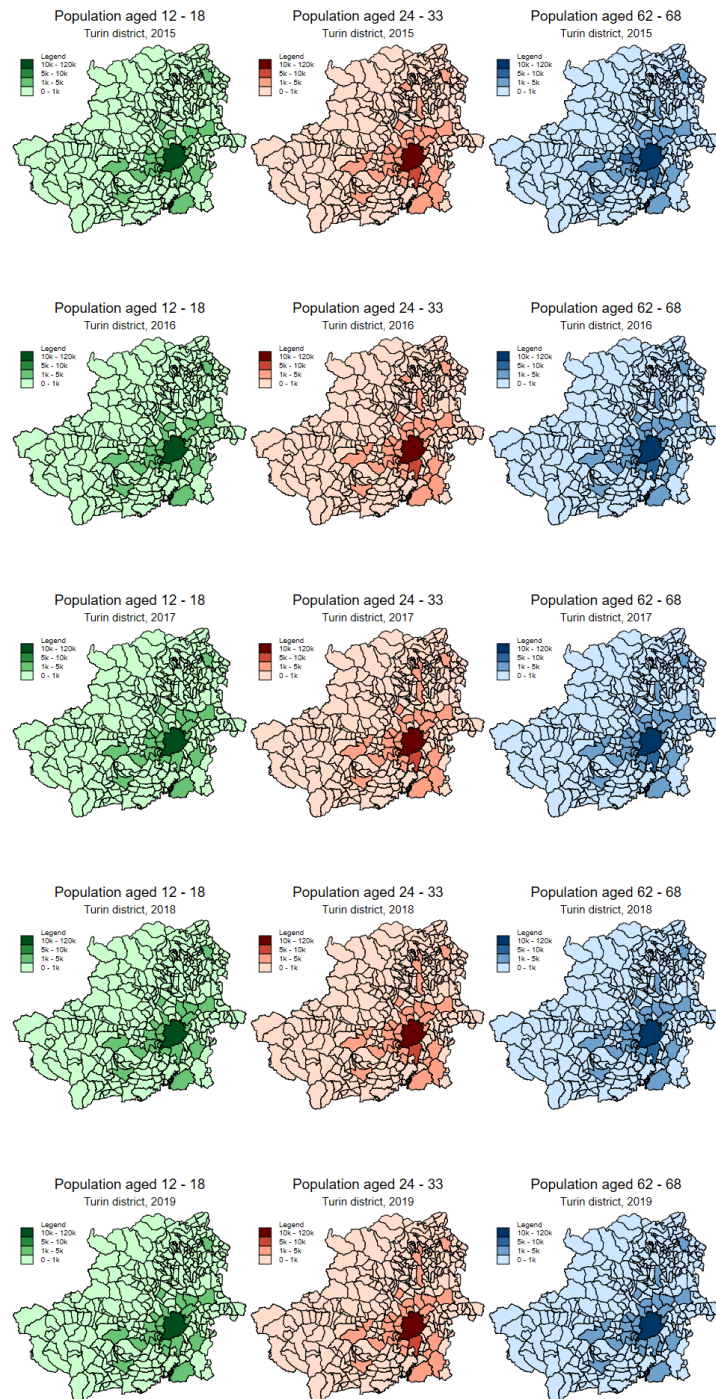 Population aged 12 - 18
Turin district, 2015
Legend
10k - 120k
5k - 10k
1k - 5k
0 - 1k
Population aged 24 - 33
Turin district, 2015
Legend
10k - 120k
5k - 10k
1k - 5k
0 - 1k
Population aged 62 - 68
Turin district, 2015
Legend
10k - 120k
5k - 10k
1k - 5k
0 - 1k
Population aged 12 - 18
Turin district, 2016
Legend
10k - 120k
5k - 10k
1k - 5k
0 - 1k
Population aged 24 - 33
Turin district, 2016
Legend
10k - 120k
5k - 10k
1k - 5k
0 - 1k
Population aged 62 - 68
Turin district, 2016
Legend
10k - 120k
5k - 10k
1k - 5k
0 - 1k
Population aged 12 - 18
Turin district, 2017
Legend
10k - 120k
5k - 10k
1k - 5k
0 - 1k
Population aged 24 - 33
Turin district, 2017
Legend
10k - 120k
5k - 10k
1k - 5k
0 - 1k
Population aged 62 - 68
Turin district, 2017
Legend
10k - 120k
5k - 10k
1k - 5k
0 - 1k
Population aged 12 - 18
Turin district, 2018
Legend
10k - 120k
5k - 10k
1k - 5k
0 - 1k
Population aged 24 - 33
Turin district, 2018
Legend
10k - 120k
5k - 10k
1k - 5k
0 - 1k
Population aged 62 - 68
Turin district, 2018
Legend
10k - 120k
5k - 10k
1k - 5k
0 - 1k
Population aged 12 - 18
Turin district, 2019
Legend
10k - 120k
5k - 10k
1k - 5k
0 - 1k
Population aged 24 - 33
Turin district, 2019
Legend
10k - 120k
5k - 10k
1k - 5k
0 - 1k
Population aged 62 - 68
Turin district, 2019
Legend
10k - 120k
5k - 10k
1k - 5k
0 - 1k